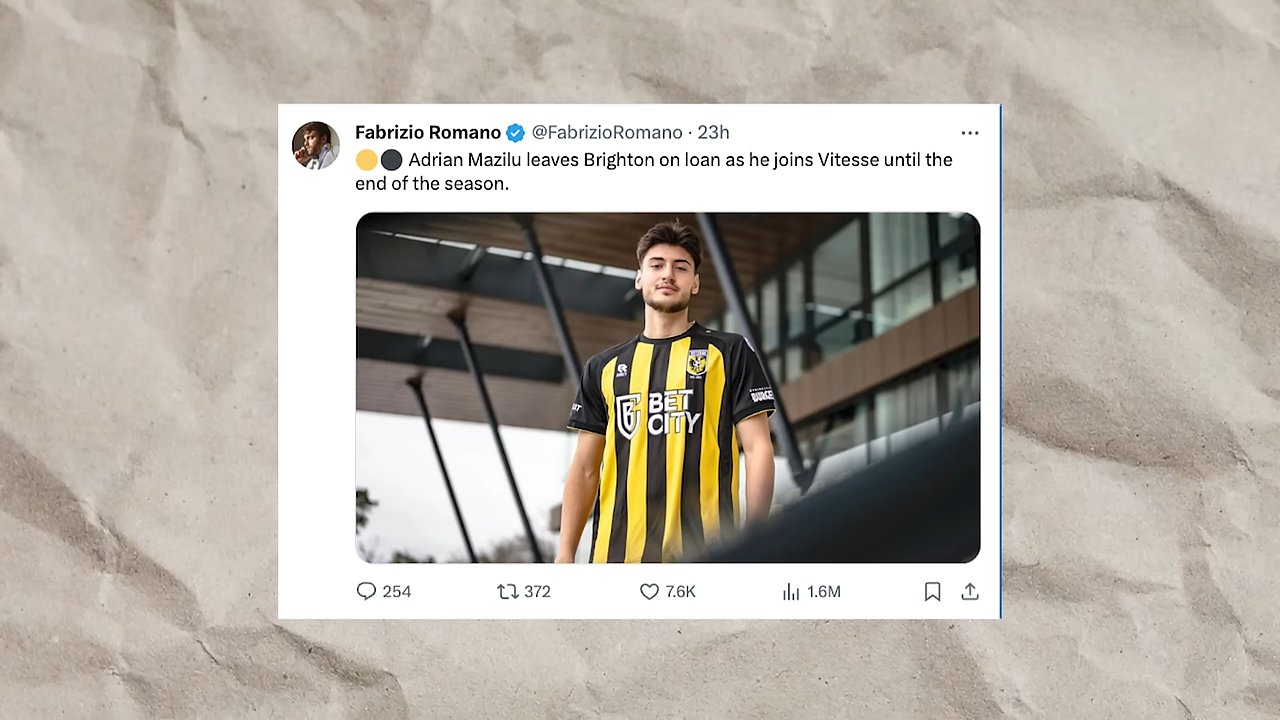 Fabrizio Romano @FabrizioRomano · 23h
🟡⚫ Adrian Mazilu leaves Brighton on loan as he joins Vitesse until the
end of the season.
BET
CITY
254 372 7.6K 1.6M